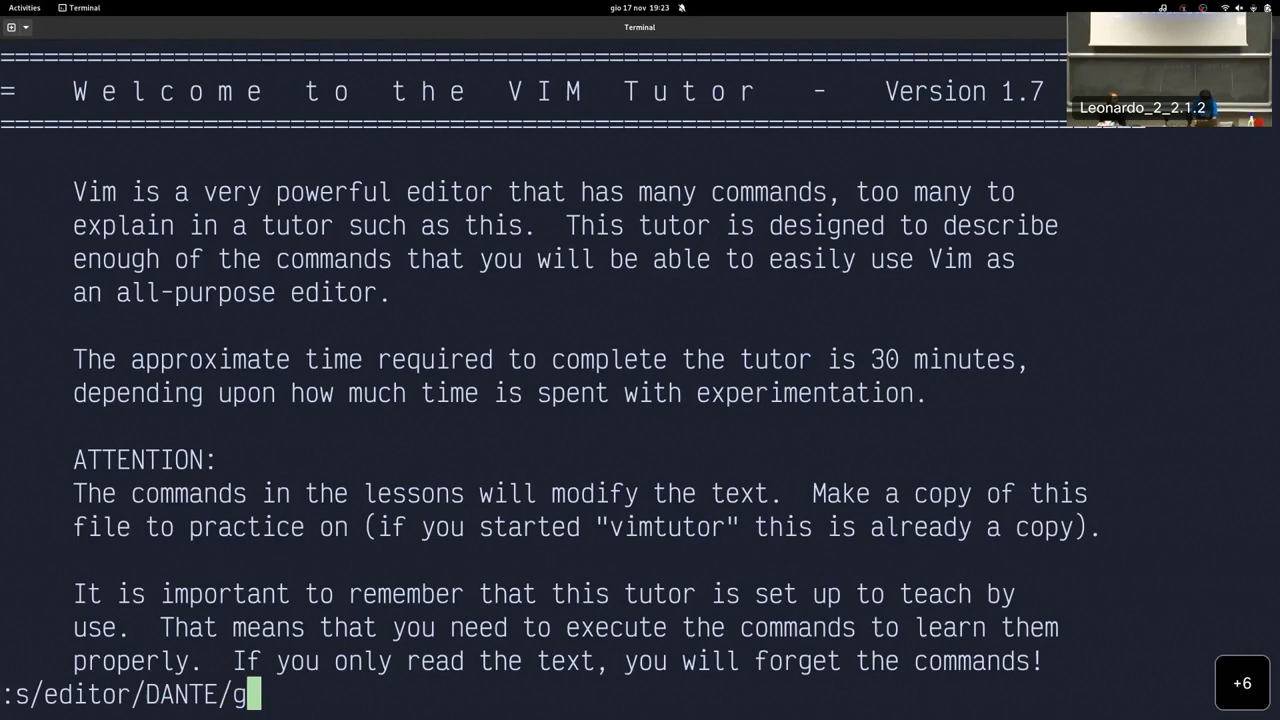 Activities
Terminal
gio 17 nov 19:23
Terminal
================================================================================
= W e l c o m e   t o   t h e   V I M   T u t o r   -   Version 1.7
================================================================================
Leonardo_2_2.1.2
Vim is a very powerful editor that has many commands, too many to
explain in a tutor such as this.  This tutor is designed to describe
enough of the commands that you will be able to easily use Vim as
an all-purpose editor.
The approximate time required to complete the tutor is 30 minutes,
depending upon how much time is spent with experimentation.
ATTENTION:
The commands in the lessons will modify the text.  Make a copy of this
file to practice on (if you started "vimtutor" this is already a copy).
It is important to remember that this tutor is set up to teach by
use.  That means that you need to execute the commands to learn them
properly.  If you only read the text, you will forget the commands!
:s/editor/DANTE/g
+6